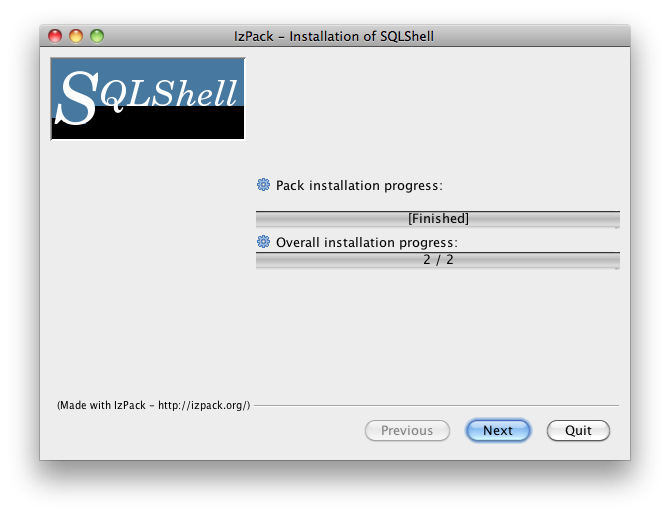 IzPack - Installation of SQLShell
SQLShell
Pack installation progress:
[Finished]
Overall installation progress:
2 / 2
(Made with IzPack - http://izpack.org/)
Previous
Next
Quit